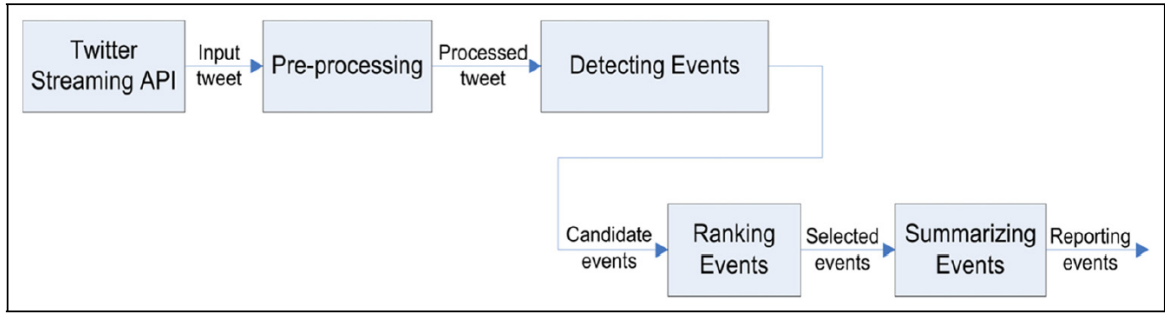 Twitter
Streaming API
Input
tweet
Pre-processing
Processed
tweet
Detecting Events
Candidate
events
Ranking
Events
Selected
events
Summarizing
Events
Reporting
events